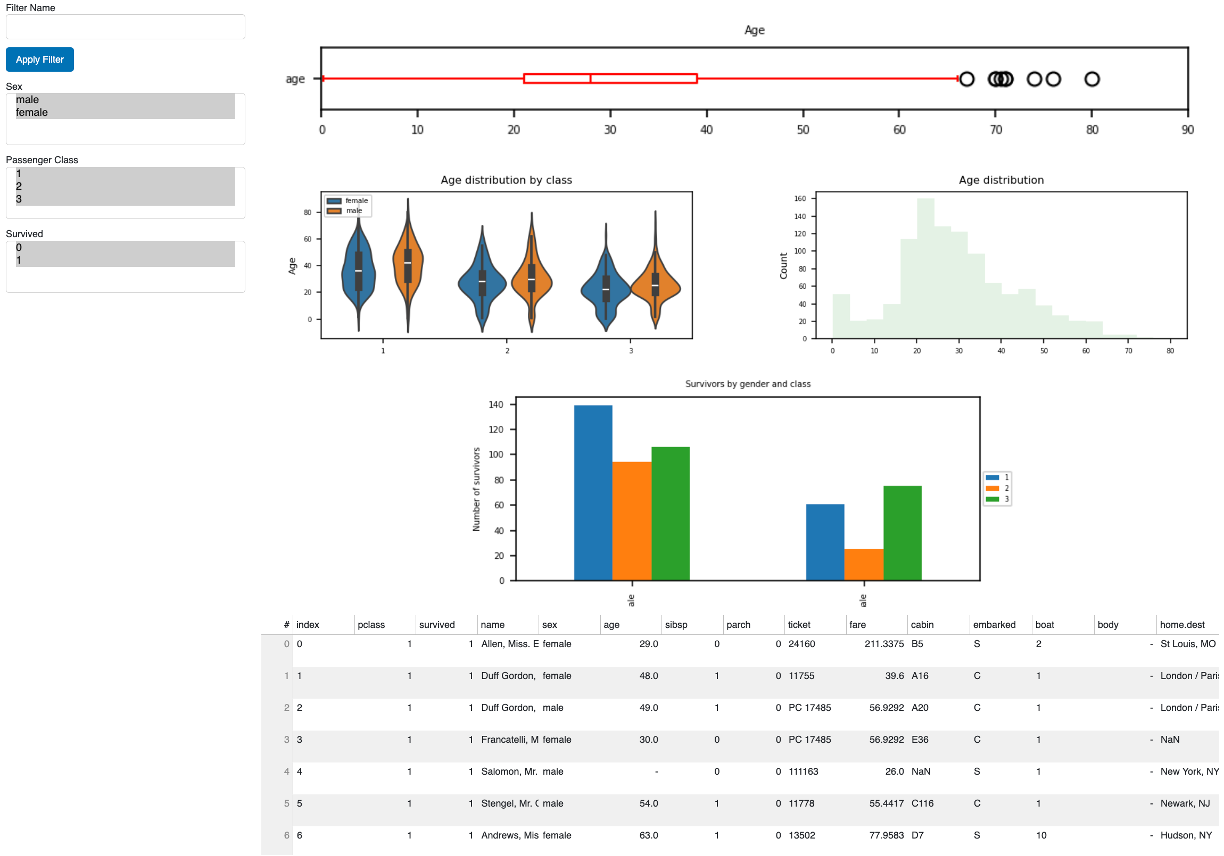 Filter Name
Apply Filter
Sex
male
female
Passenger Class
1
2
3
Survived
0
1
Age
age
0 10 20 30 40 50 60 70 80 90
Age distribution by class
female
male
Age
80
60
40
20
0
1 2 3
Age distribution
Count
160
140
120
100
80
60
40
20
0
0 10 20 30 40 50 60 70 80
Survivors by gender and class
Number of survivors
140
120
100
80
60
40
20
0
ale ale
1
2
3
# index pclass survived name sex age sibsp parch ticket fare cabin embarked boat body home.dest
0 0 1 1 Allen, Miss. E female 29.0 0 0 24160 211.3375 B5 S 2 - St Louis, MO
1 1 1 1 Duff Gordon, female 48.0 1 0 11755 39.6 A16 C 1 - London / Paris
2 2 1 1 Duff Gordon, male 49.0 1 0 PC 17485 56.9292 A20 C 1 - London / Paris
3 3 1 1 Francatelli, M female 30.0 0 0 PC 17485 56.9292 E36 C 1 - NaN
4 4 1 1 Salomon, Mr. male - 0 0 111163 26.0 NaN S 1 - New York, NY
5 5 1 1 Stengel, Mr. C male 54.0 1 0 11778 55.4417 C116 C 1 - Newark, NJ
6 6 1 1 Andrews, Mis female 63.0 1 0 13502 77.9583 D7 S 10 - Hudson, NY